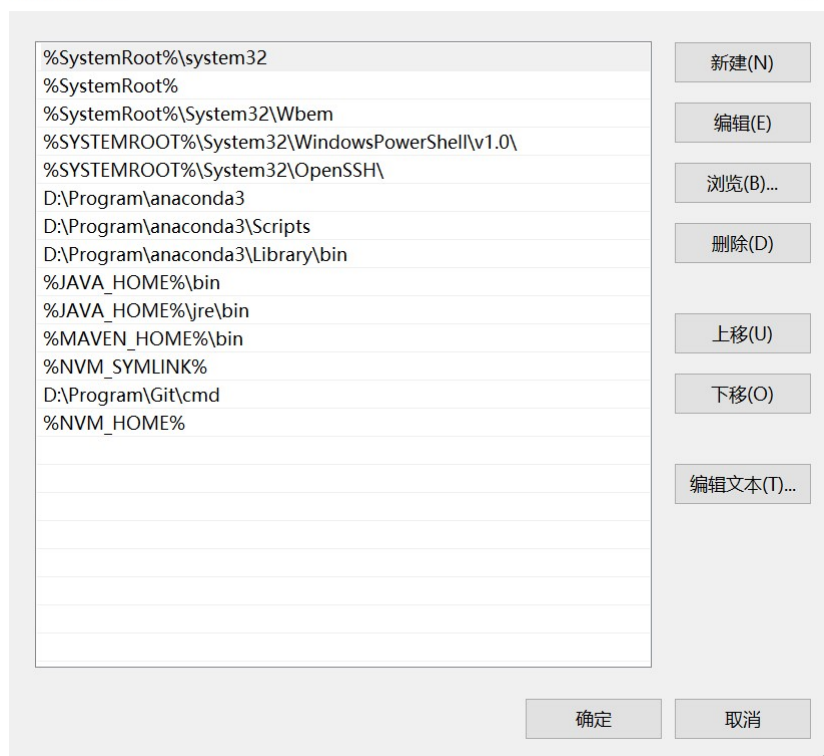 %SystemRoot%\system32
%SystemRoot%
%SystemRoot%\System32\Wbem
%SYSTEMROOT%\System32\WindowsPowerShell\v1.0\
%SYSTEMROOT%\System32\OpenSSH\
D:\Program\anaconda3
D:\Program\anaconda3\Scripts
D:\Program\anaconda3\Library\bin
%JAVA_HOME%\bin
%JAVA_HOME%\jre\bin
%MAVEN_HOME%\bin
%NVM_SYMLINK%
D:\Program\Git\cmd
%NVM_HOME%
新建(N)
编辑(E)
浏览(B)...
删除(D)
上移(U)
下移(O)
编辑文本(T)...
确定
取消